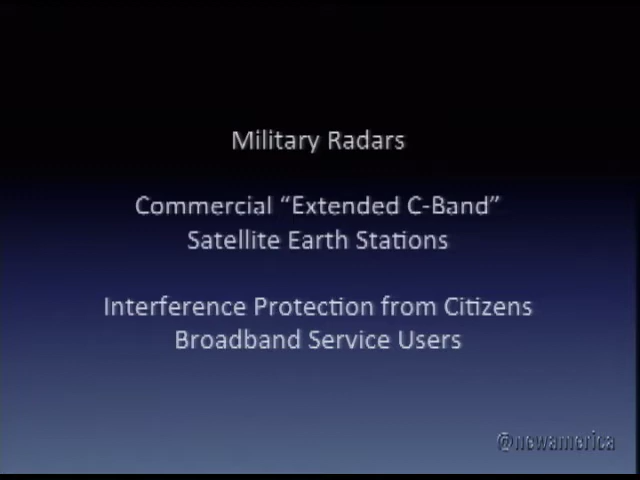 Military Radars
Commercial “Extended C-Band”
Satellite Earth Stations
Interference Protection from Citizens
Broadband Service Users
@newamerica